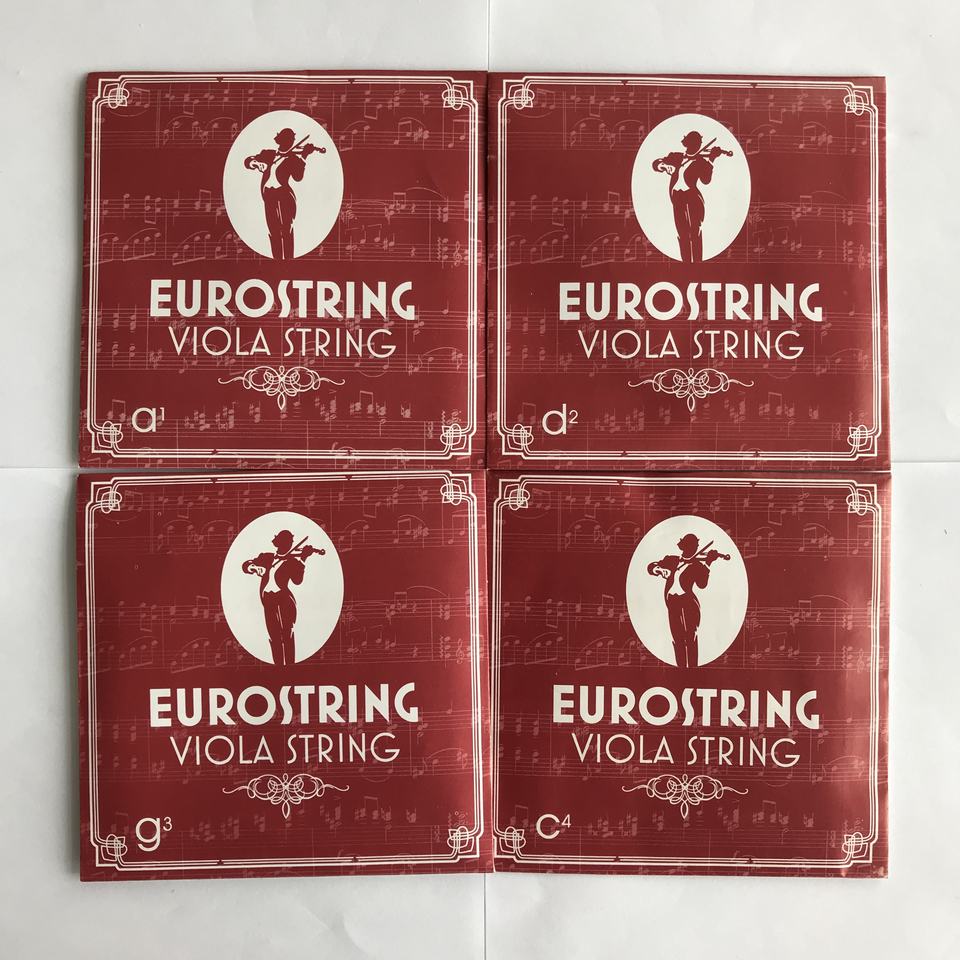 EUROSTRING
VIOLA STRING
a¹
EUROSTRING
VIOLA STRING
d²
EUROSTRING
VIOLA STRING
g³
EUROSTRING
VIOLA STRING
c⁴